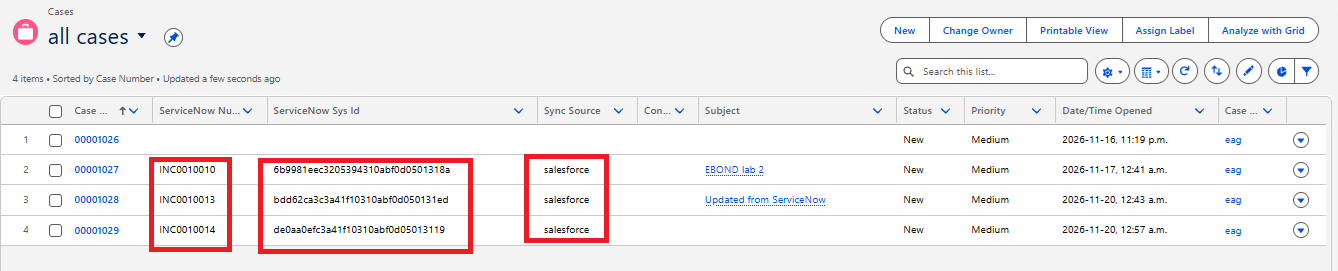 Cases
all cases
New Change Owner Printable View Assign Label Analyze with Grid
4 items • Sorted by Case Number • Updated a few seconds ago
Search this list...
Case ... ServiceNow Nu... ServiceNow Sys Id Sync Source Con... Subject Status Priority Date/Time Opened Case ...
1 00001026 New Medium 2026-11-16, 11:19 p.m. eag
2 00001027 INC0010010 6b9981eec3205394310abf0d0501318a salesforce EBOND lab 2 New Medium 2026-11-17, 12:41 a.m. eag
3 00001028 INC0010013 bdd62ca3c3a41f10310abf0d050131ed salesforce Updated from ServiceNow New Medium 2026-11-20, 12:43 a.m. eag
4 00001029 INC0010014 de0aa0efc3a41f10310abf0d05013119 salesforce New Medium 2026-11-20, 12:57 a.m. eag